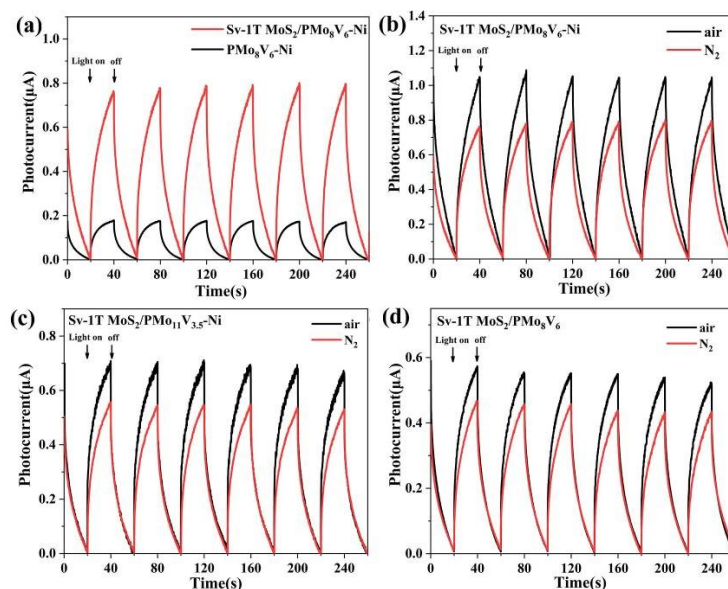 (a)
Sv-1T MoS₂/PMo₈V₆-Ni
PMo₈V₆-Ni
Light on off
Photocurrent(μA)
1.0
0.8
0.6
0.4
0.2
0.0
0 40 80 120 160 200 240
Time(s)
(b)
Sv-1T MoS₂/PMo₈V₆-Ni
air
N₂
Light on off
Photocurrent(μA)
1.4
1.2
1.0
0.8
0.6
0.4
0.2
0.0
0 40 80 120 160 200 240
Time(s)
(c)
Sv-1T MoS₂/PMo₁₁V₃.₅-Ni
air
N₂
Light on off
Photocurrent(μA)
0.8
0.6
0.4
0.2
0.0
0 40 80 120 160 200 240
Time(s)
(d)
Sv-1T MoS₂/PMo₈V₆
air
N₂
Light on off
Photocurrent(μA)
0.6
0.4
0.2
0.0
0 40 80 120 160 200 240
Time(s)